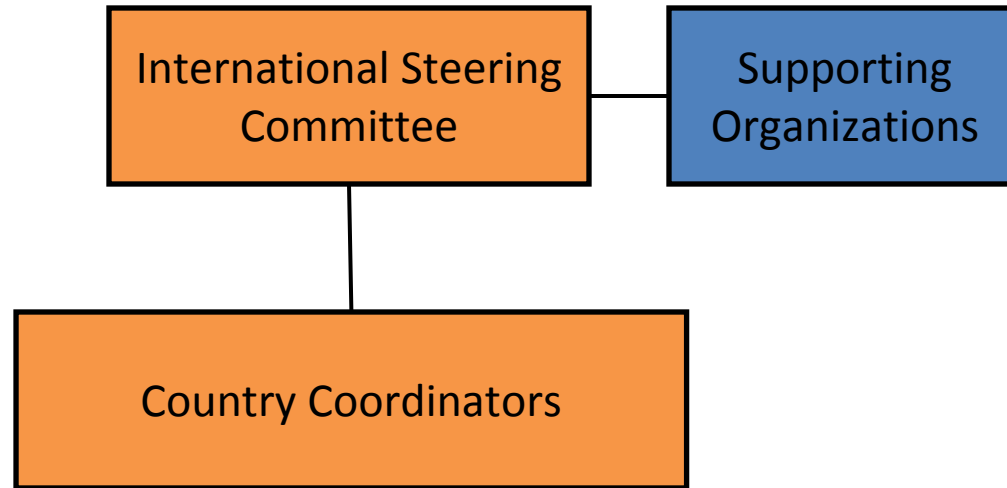 International Steering
Committee
Supporting
Organizations
Country Coordinators